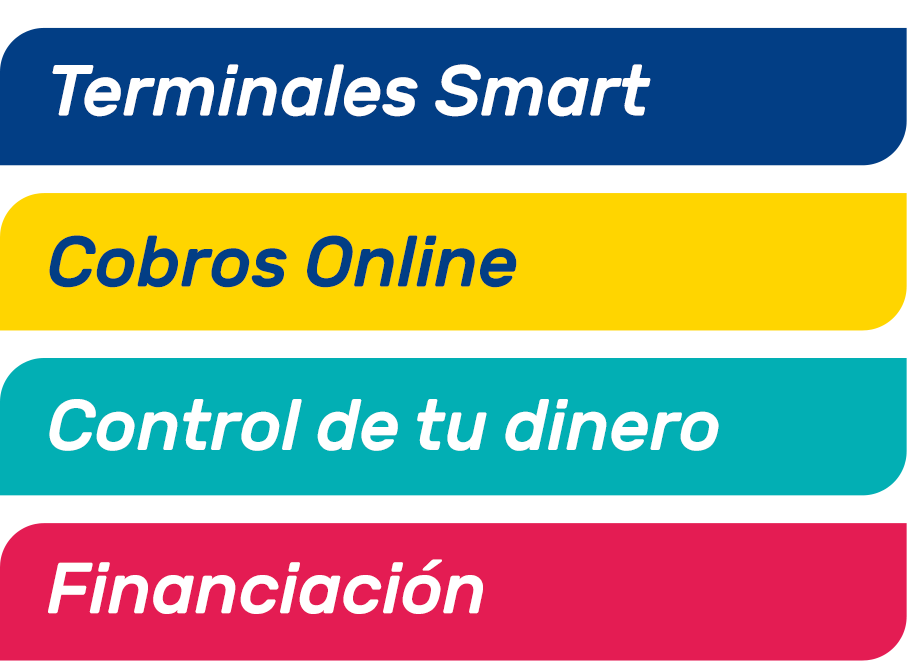 Terminales Smart
Cobros Online
Control de tu dinero
Financiación